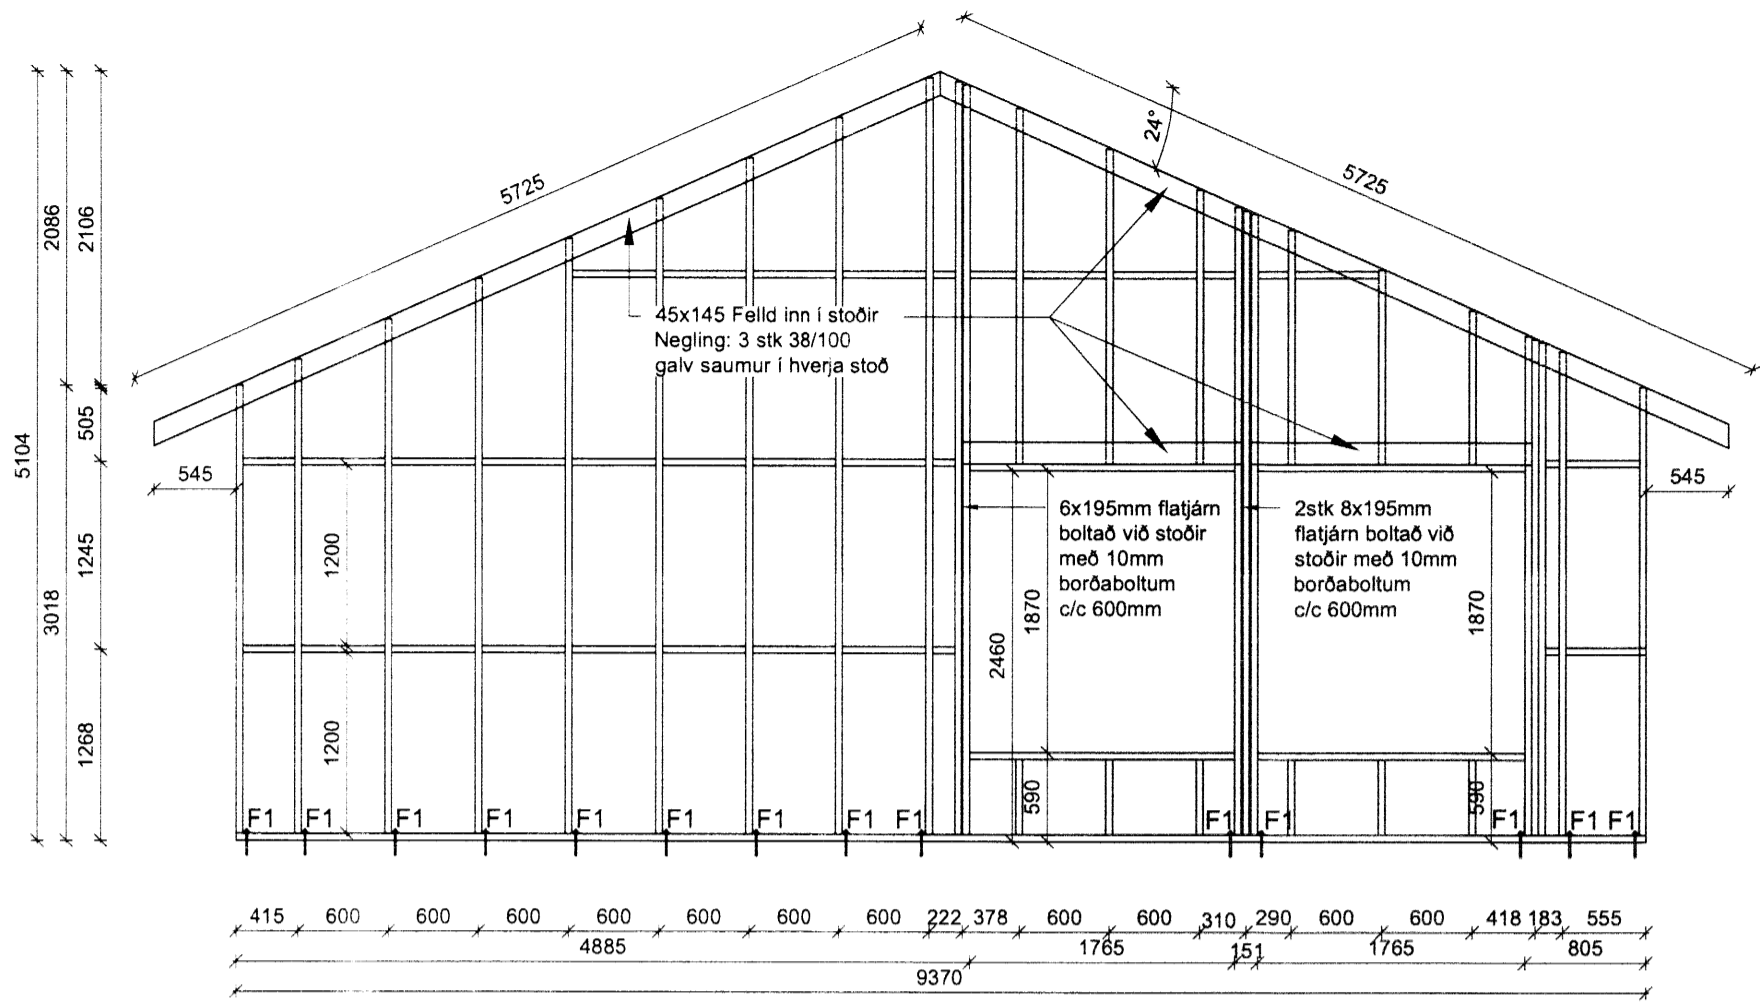 5725
5725
24°
5104
2086
2106
3018
505
1245
1268
545
545
45x145 Felld inn í stoðir
Negling: 3 stk 38/100
galv saumur í hverja stoð
6x195mm flatjárn
boltað við stoðir
með 10mm
borðaboltum
c/c 600mm
2stk 8x195mm
flatjárn boltað við
stoðir með 10mm
borðaboltum
c/c 600mm
1200
1200
2460
1870
590
1870
590
F1 F1 F1 F1 F1 F1 F1 F1 F1 F1 F1 F1 F1 F1
415 600 600 600 600 600 600 600 222 378 600 600 310 290 600 600 418 183 555
4885 1765 151 1765 805
9370